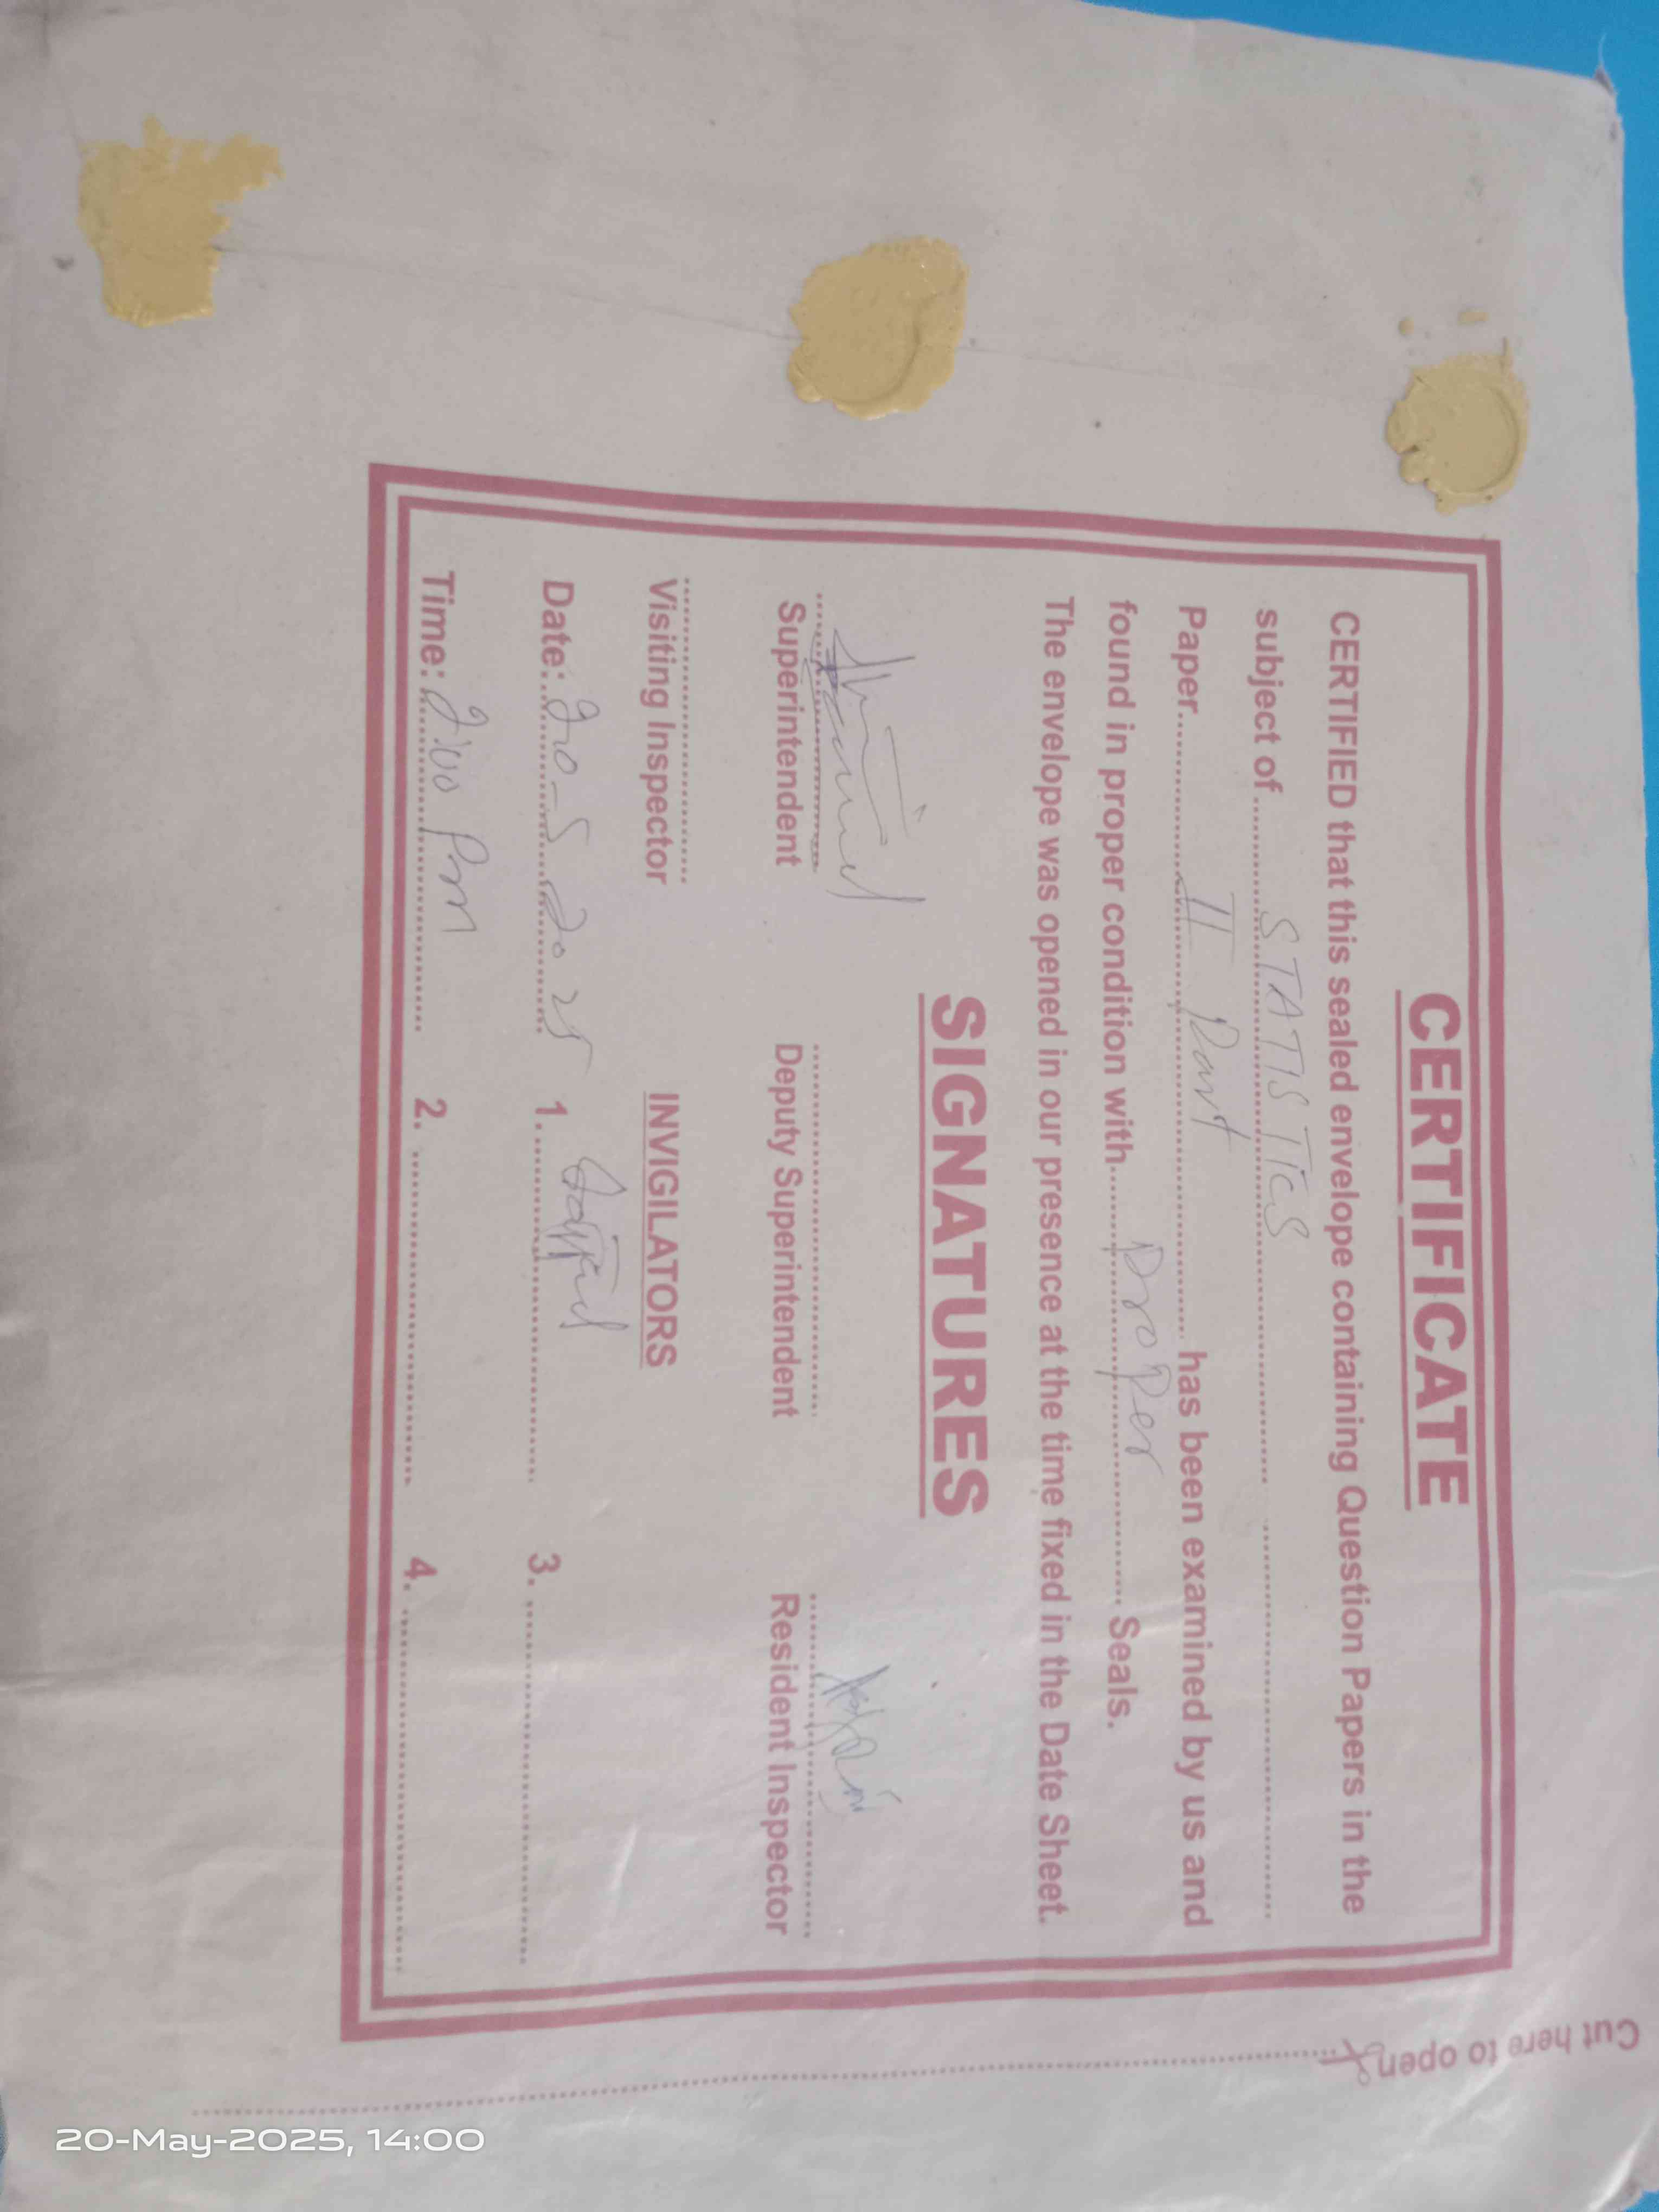 CERTIFICATE
CERTIFIED that this sealed envelope containing Question Papers in the
subject of.......... STATISTICS ..........
Paper.......... II Part .......... has been examined by us and
found in proper condition with.......... Proper .......... Seals.
The envelope was opened in our presence at the time fixed in the Date Sheet.
SIGNATURES
Superintendent Deputy Superintendent Resident Inspector
Visiting Inspector INVIGILATORS
Date: 20-5-2025 1. .......... 3. ..........
Time: 2:00 Pm 2. .......... 4. ..........
Cut here to open
20-May-2025, 14:00